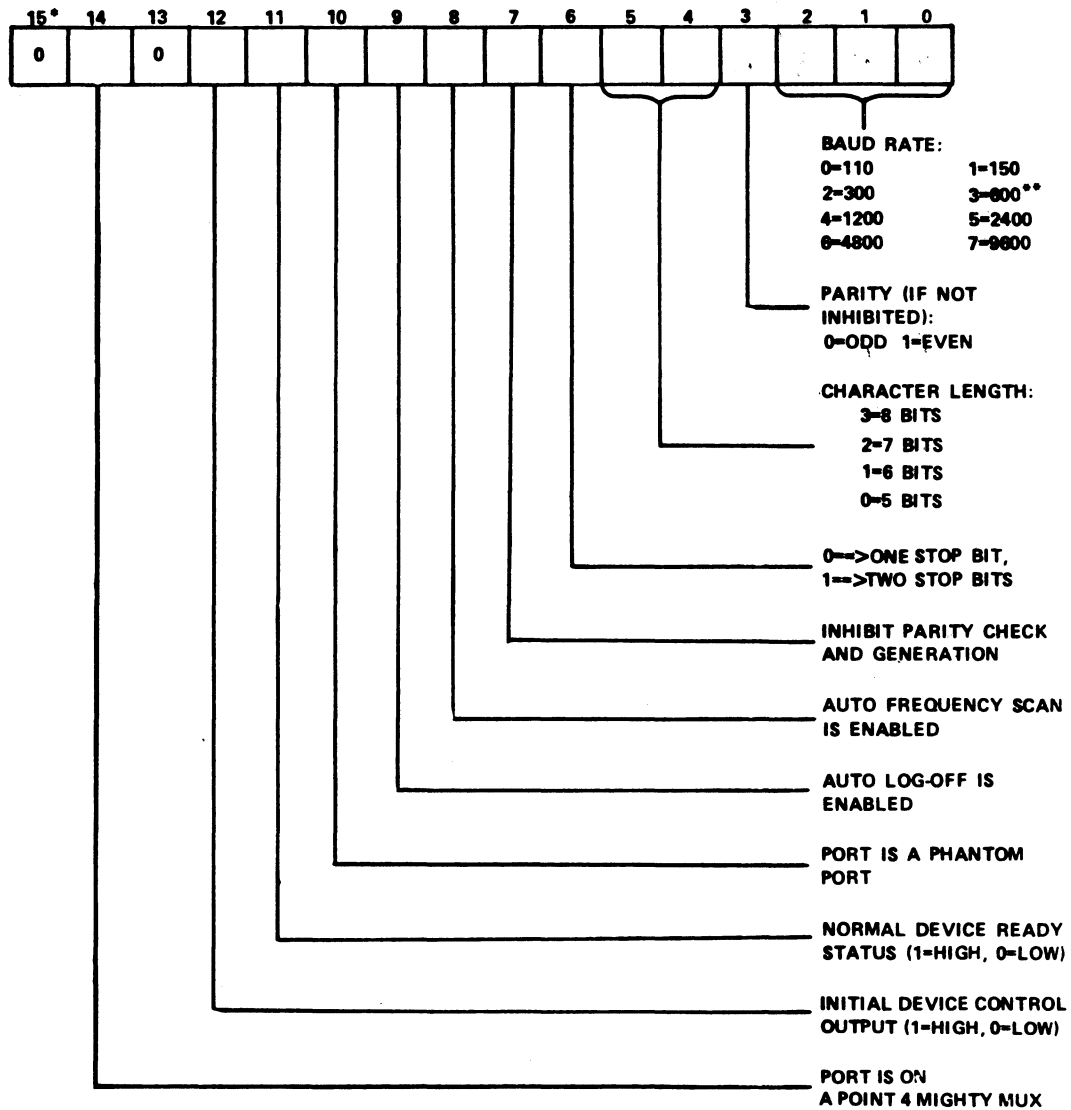 15* 14 13 12 11 10 9 8 7 6 5 4 3 2 1 0
0 0
BAUD RATE:
0=110 1=150
2=300 3=600**
4=1200 5=2400
6=4800 7=9600
PARITY (IF NOT
INHIBITED):
0=ODD 1=EVEN
CHARACTER LENGTH:
3=8 BITS
2=7 BITS
1=6 BITS
0=5 BITS
0==>ONE STOP BIT,
1==>TWO STOP BITS
INHIBIT PARITY CHECK
AND GENERATION
AUTO FREQUENCY SCAN
IS ENABLED
AUTO LOG-OFF IS
ENABLED
PORT IS A PHANTOM
PORT
NORMAL DEVICE READY
STATUS (1=HIGH, 0=LOW)
INITIAL DEVICE CONTROL
OUTPUT (1=HIGH, 0=LOW)
PORT IS ON
A POINT 4 MIGHTY MUX